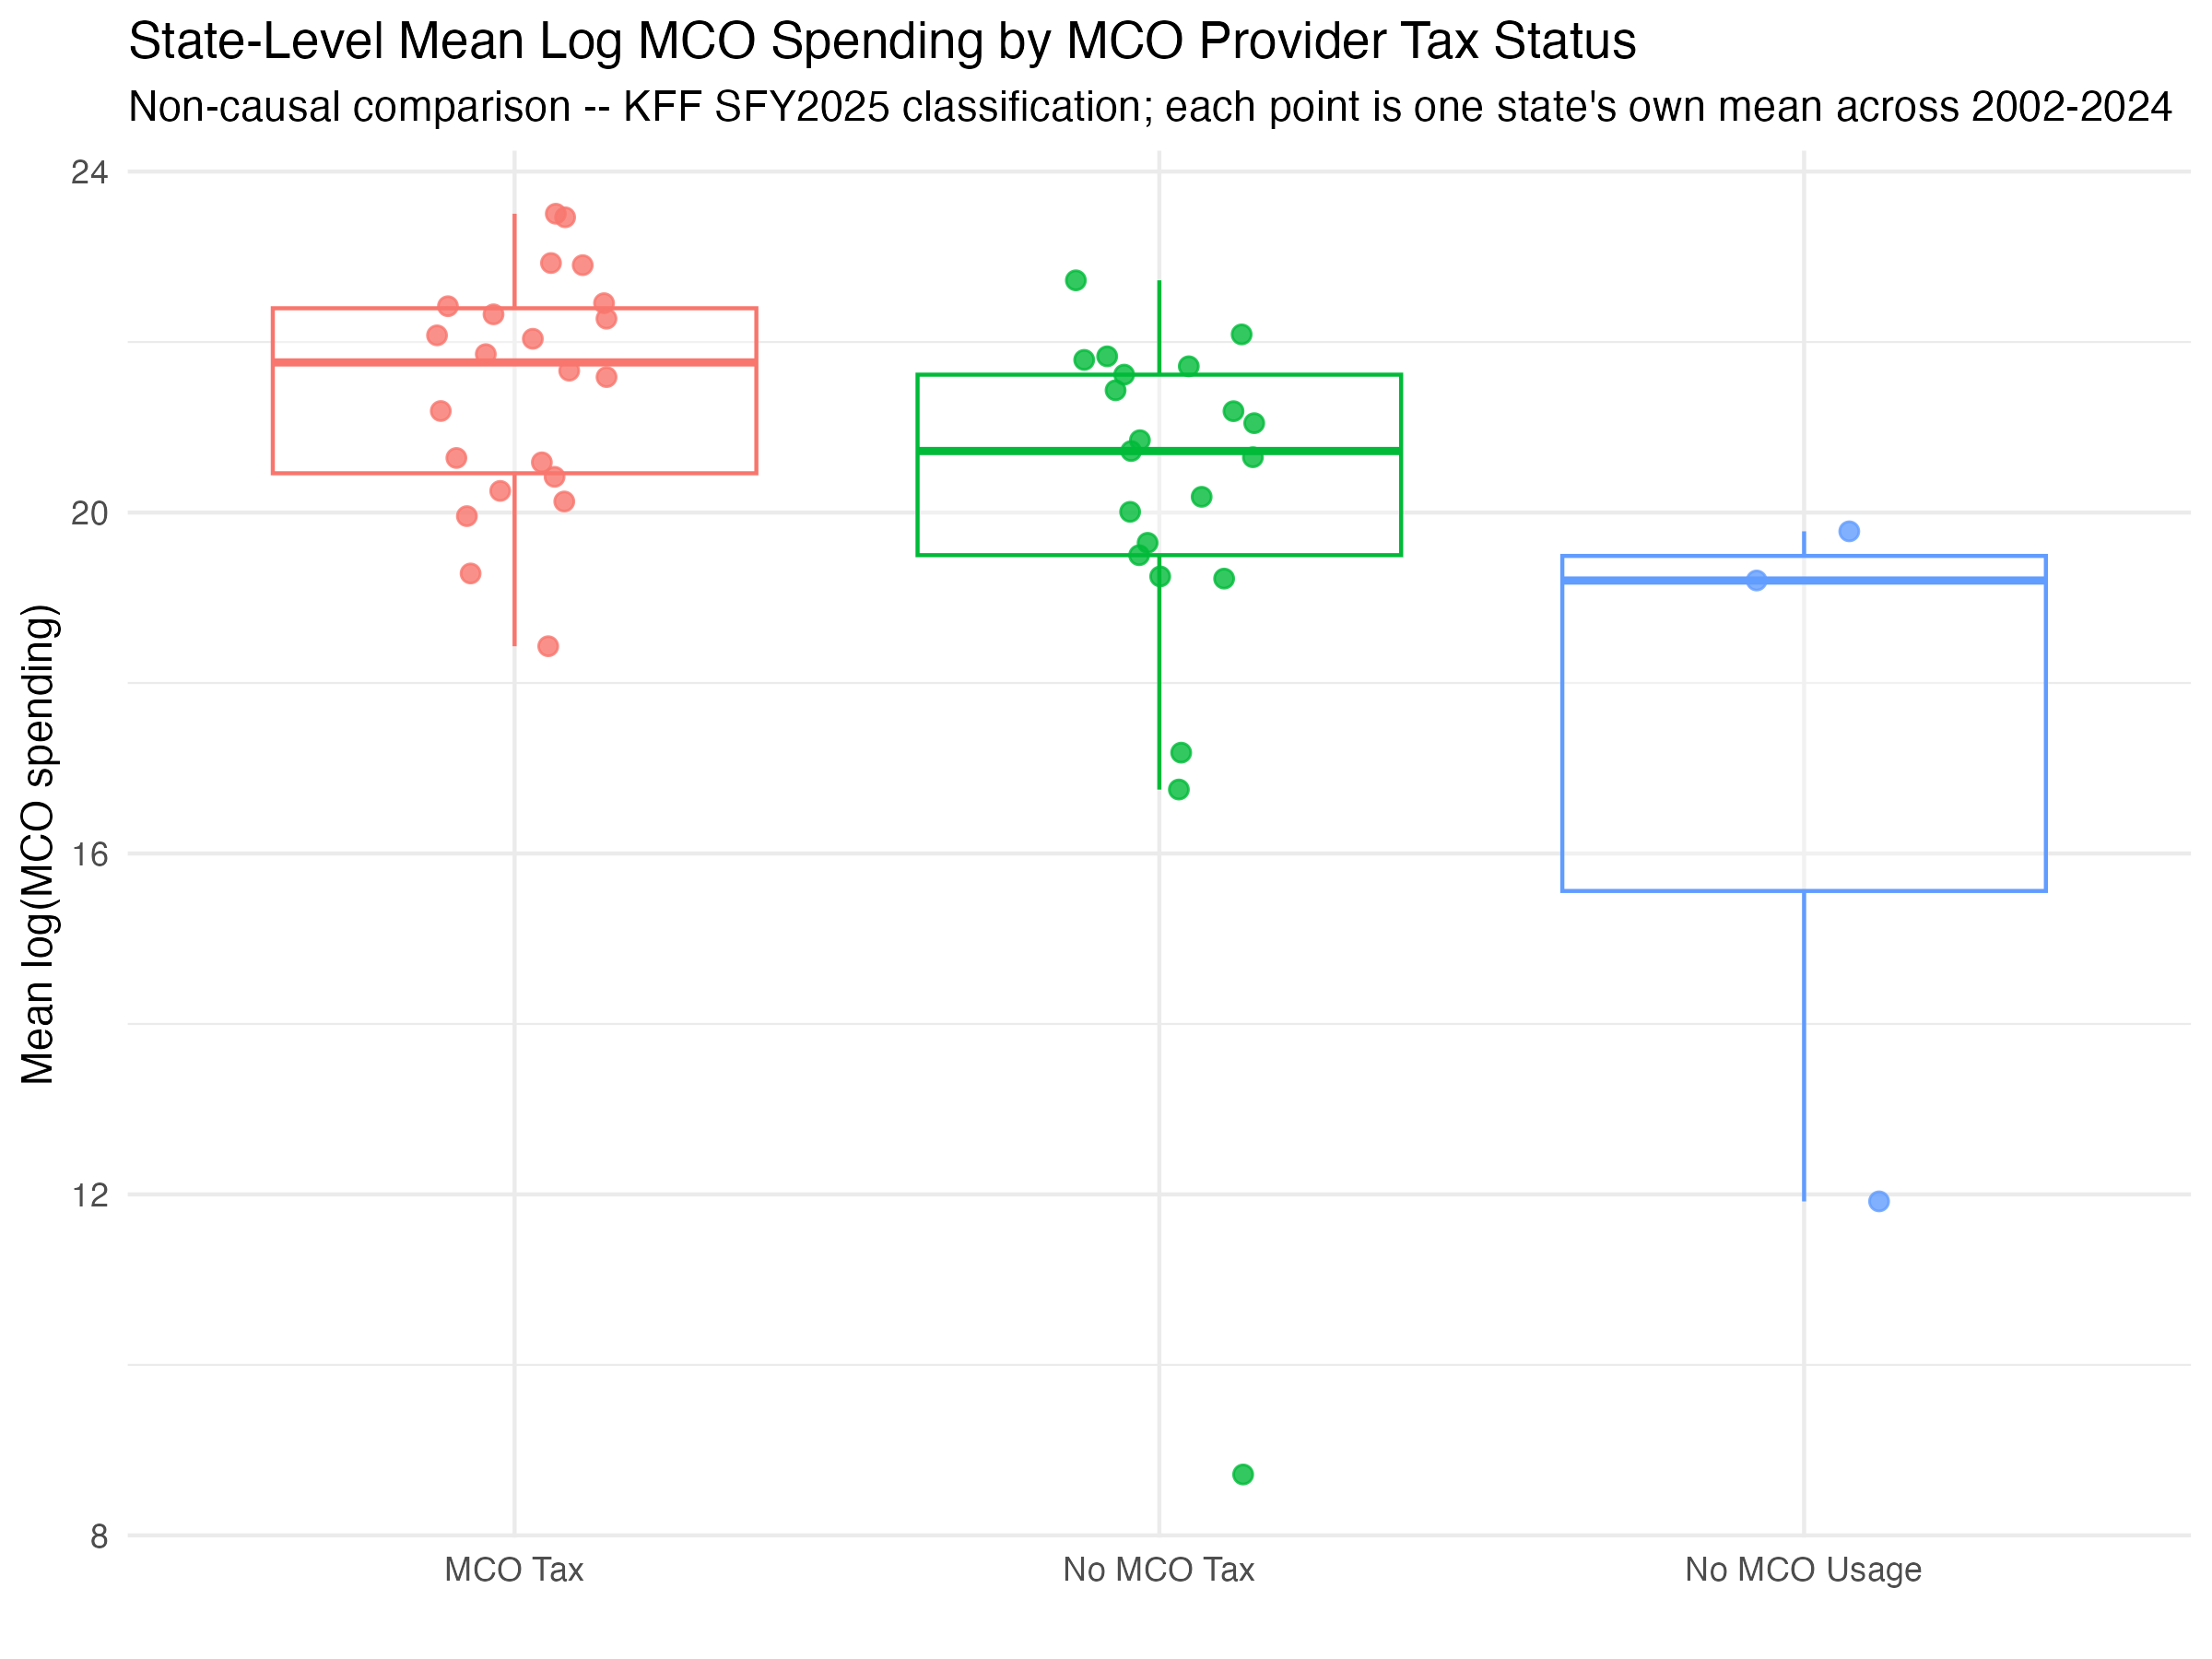 State-Level Mean Log MCO Spending by MCO Provider Tax Status
Non-causal comparison -- KFF SFY2025 classification; each point is one state's own mean across 2002-2024
Mean log(MCO spending)
24
20
16
12
8
MCO Tax
No MCO Tax
No MCO Usage